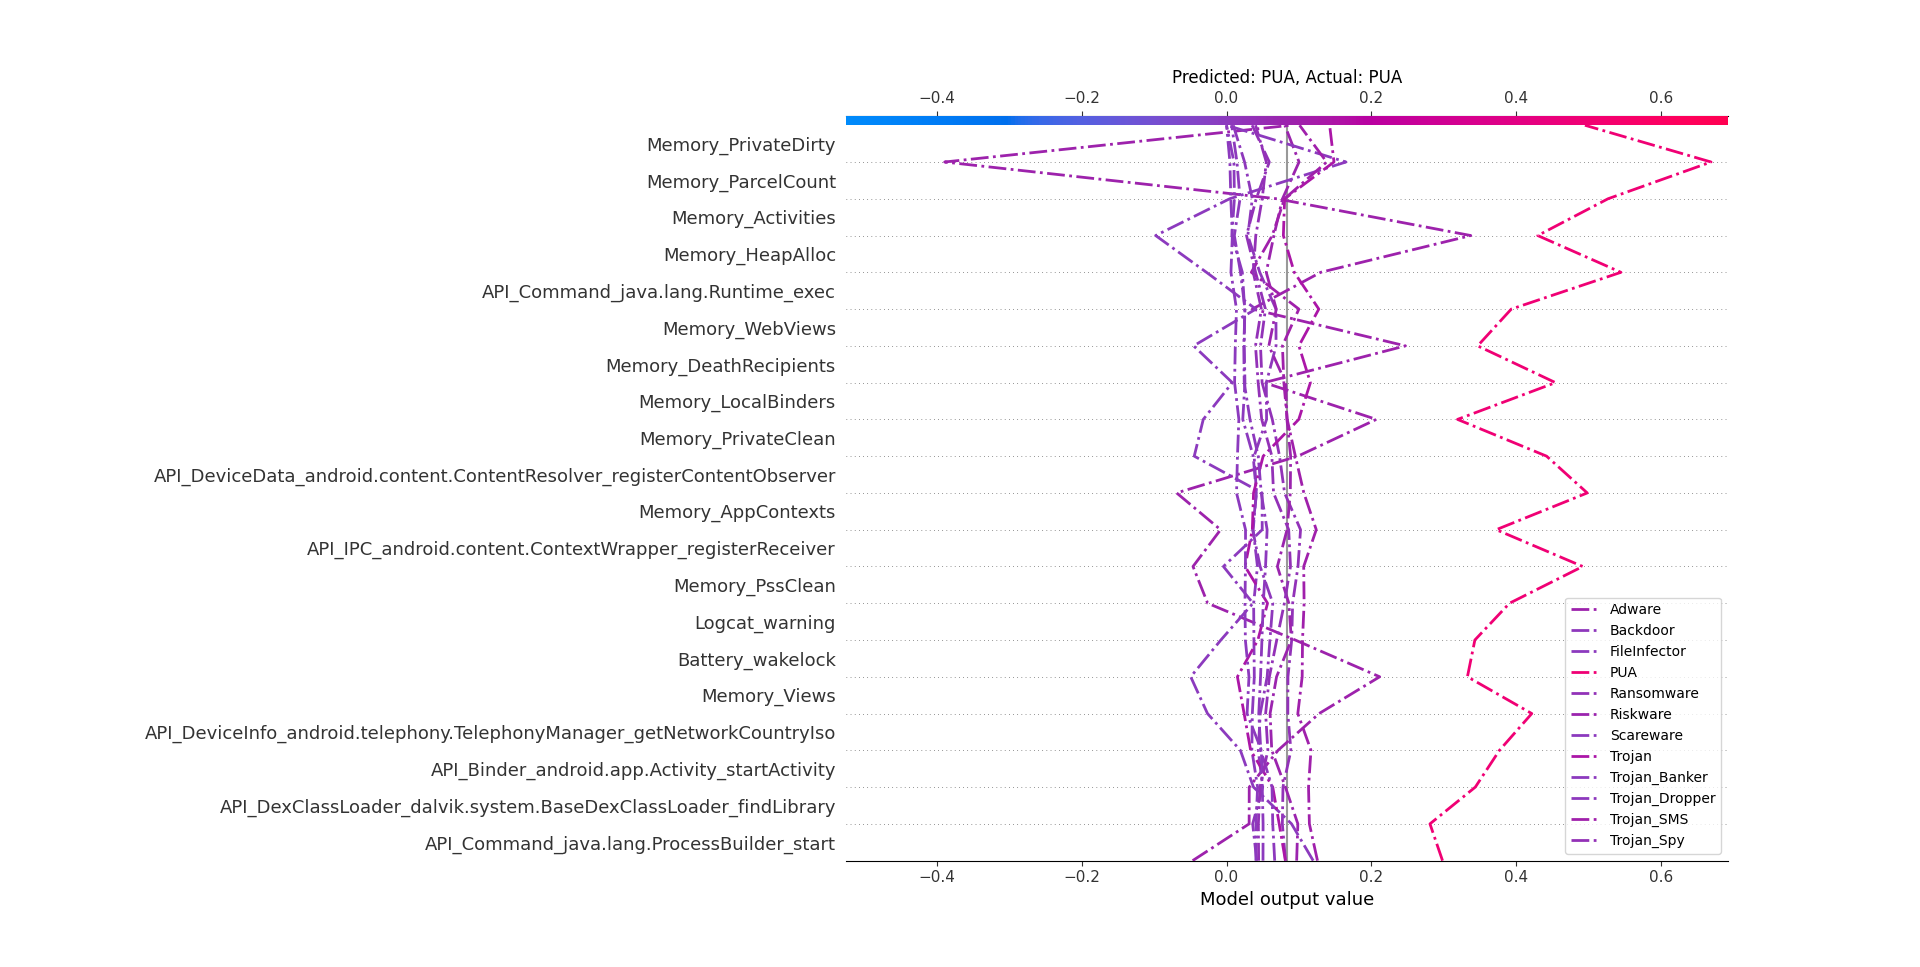 Predicted: PUA, Actual: PUA
−0.4 −0.2 0.0 0.2 0.4 0.6
Memory_PrivateDirty
Memory_ParcelCount
Memory_Activities
Memory_HeapAlloc
API_Command_java.lang.Runtime_exec
Memory_WebViews
Memory_DeathRecipients
Memory_LocalBinders
Memory_PrivateClean
API_DeviceData_android.content.ContentResolver_registerContentObserver
Memory_AppContexts
API_IPC_android.content.ContextWrapper_registerReceiver
Memory_PssClean
Logcat_warning
Battery_wakelock
Memory_Views
API_DeviceInfo_android.telephony.TelephonyManager_getNetworkCountryIso
API_Binder_android.app.Activity_startActivity
API_DexClassLoader_dalvik.system.BaseDexClassLoader_findLibrary
API_Command_java.lang.ProcessBuilder_start
Adware
Backdoor
FileInfector
PUA
Ransomware
Riskware
Scareware
Trojan
Trojan_Banker
Trojan_Dropper
Trojan_SMS
Trojan_Spy
−0.4 −0.2 0.0 0.2 0.4 0.6
Model output value